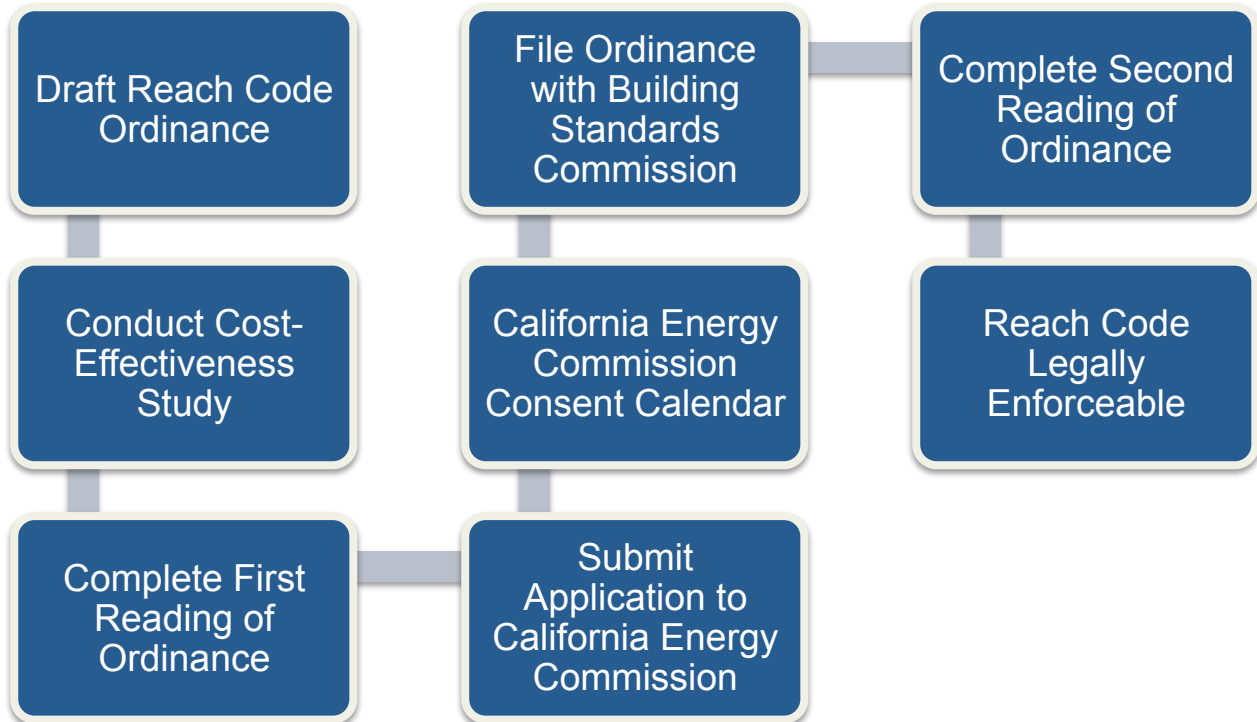 Draft Reach Code
Ordinance
Conduct Cost-
Effectiveness
Study
Complete First
Reading of
Ordinance
Submit
Application to
California Energy
Commission
California Energy
Commission
Consent Calendar
File Ordinance
with Building
Standards
Commission
Complete Second
Reading of
Ordinance
Reach Code
Legally
Enforceable